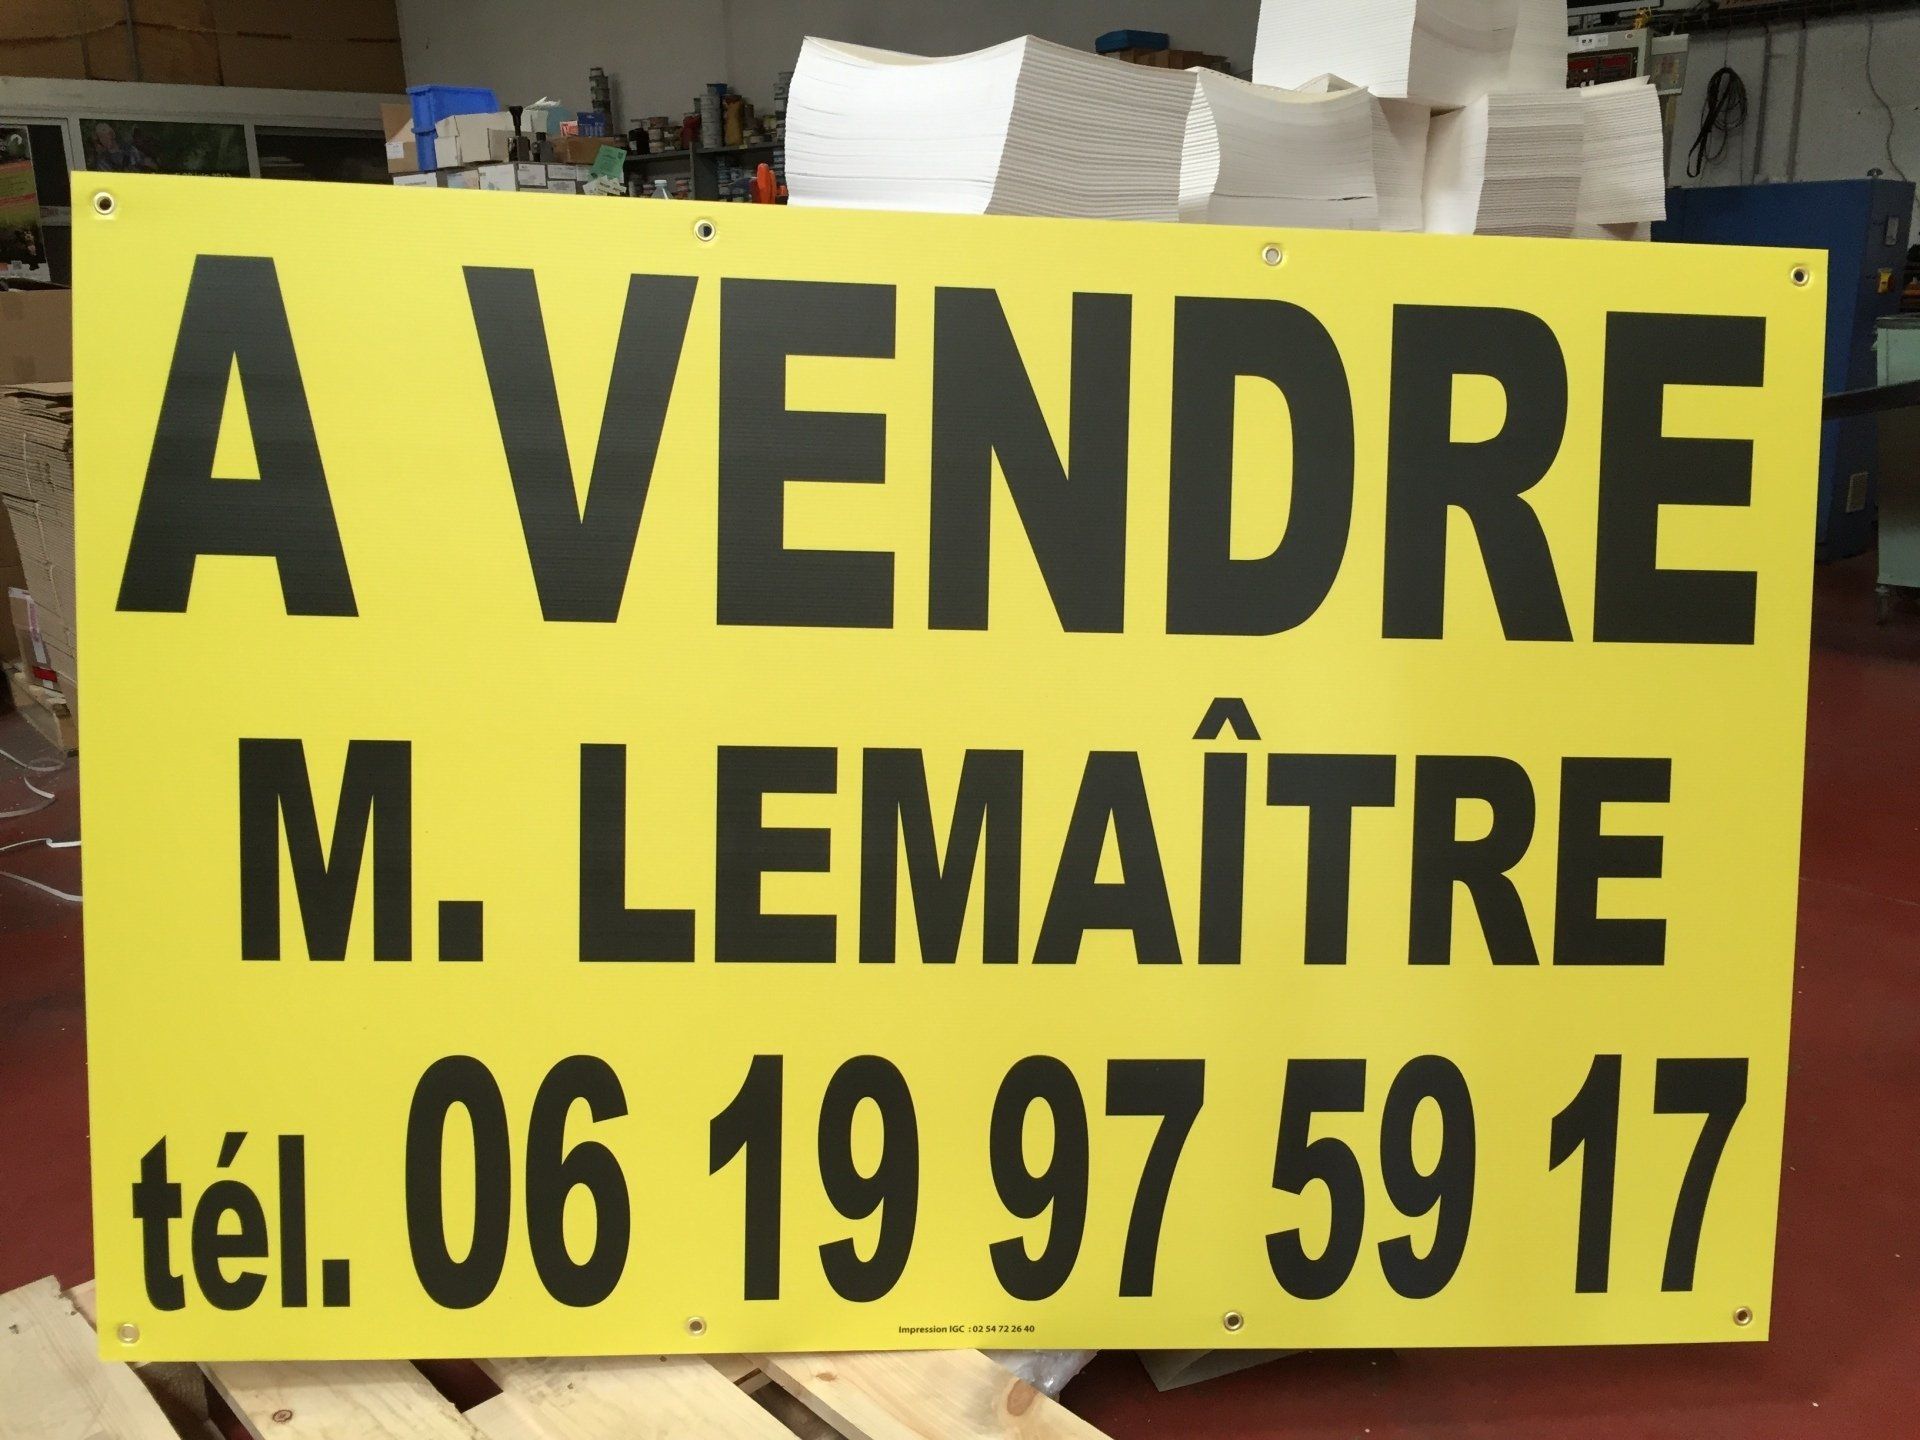 A VENDRE
M. LEMAÎTRE
tél. 06 19 97 59 17
Impression IGC : 02 54 72 26 40